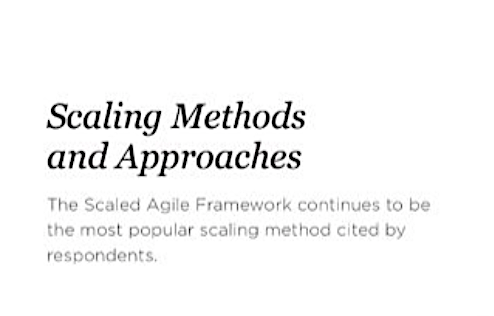 Scaling Methods
and Approaches
The Scaled Agile Framework continues to be
the most popular scaling method cited by
respondents.